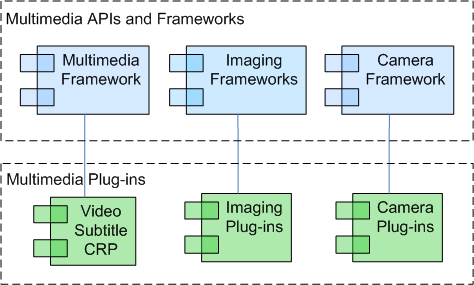 Multimedia APIs and Frameworks
Multimedia
Framework
Imaging
Frameworks
Camera
Framework
Multimedia Plug-ins
Video
Subtitle
CRP
Imaging
Plug-ins
Camera
Plug-ins